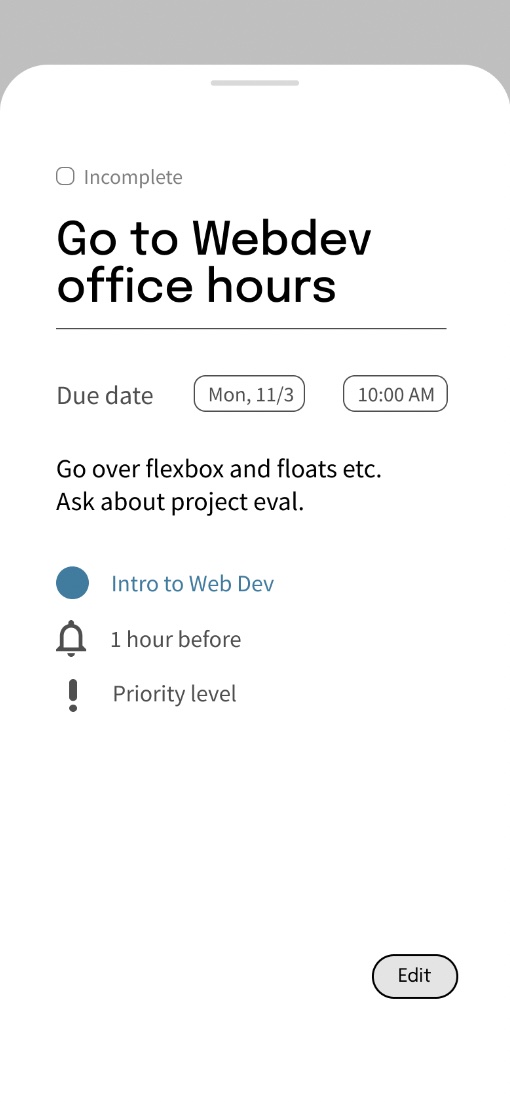 Incomplete
Go to Webdev
office hours
Due date Mon, 11/3 10:00 AM
Go over flexbox and floats etc.
Ask about project eval.
Intro to Web Dev
1 hour before
Priority level
Edit